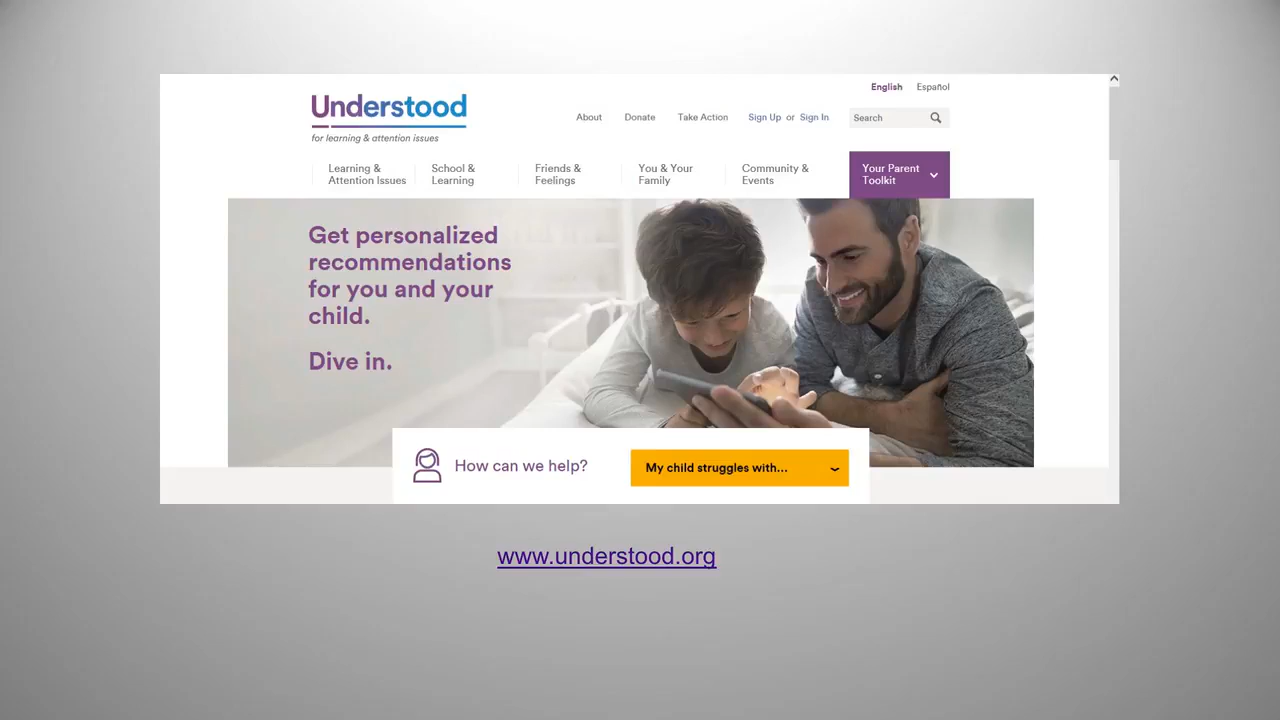 English Español
Understood
for learning & attention issues
About Donate Take Action Sign Up or Sign In Search
Learning & Attention Issues
School & Learning
Friends & Feelings
You & Your Family
Community & Events
Your Parent Toolkit
Get personalized
recommendations
for you and your
child.
Dive in.
How can we help? My child struggles with...
www.understood.org